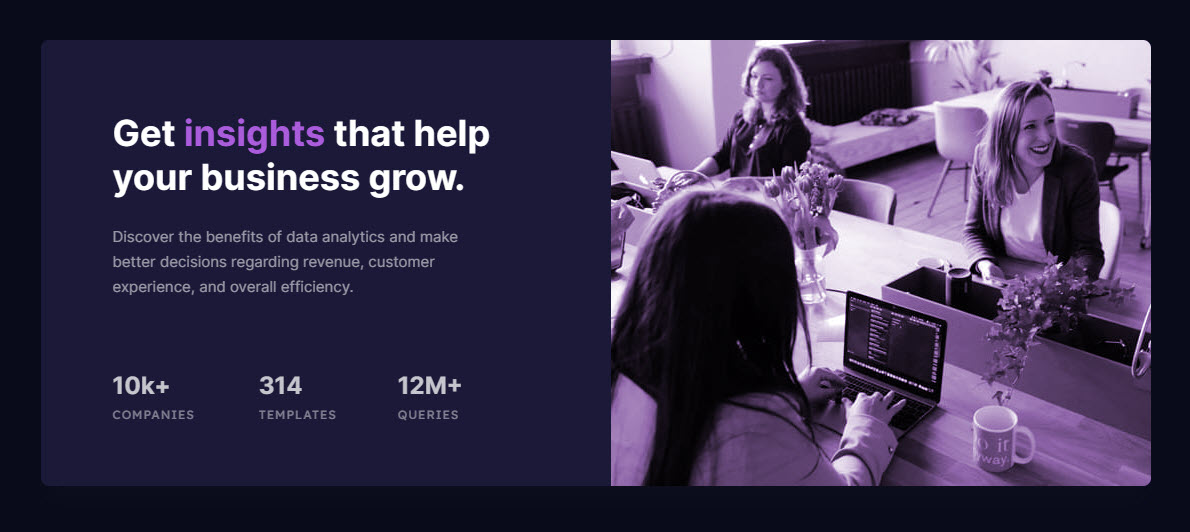 Get insights that help
your business grow.
Discover the benefits of data analytics and make
better decisions regarding revenue, customer
experience, and overall efficiency.
10k+ 314 12M+
COMPANIES TEMPLATES QUERIES
way.